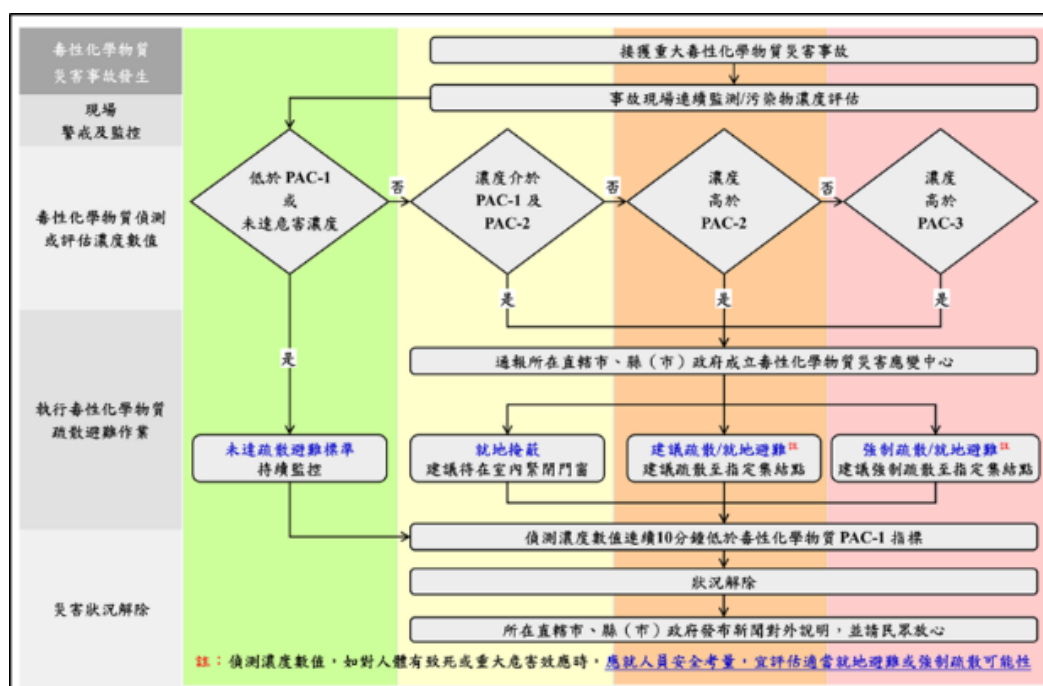 毒性化學物質
災害事故發生
接獲重大毒性化學物質災害事故
事故現場連續監測/污染物濃度評估
現場
警戒及監控
毒性化學物質偵測
或評估濃度數值
低於 PAC-1
或
未達危害濃度
否
濃度介於
PAC-1 及
PAC-2
否
濃度
高於
PAC-2
否
濃度
高於
PAC-3
是
是
是
是
通報所在直轄市、縣（市）政府成立毒性化學物質災害應變中心
執行毒性化學物質
疏散避難作業
未達疏散避難標準
持續監控
就地掩蔽
建議待在室內緊閉門窗
建議疏散/就地避難註
建議疏散至指定集結點
強制疏散/就地避難註
建議強制疏散至指定集結點
偵測濃度數值連續10分鐘低於毒性化學物質 PAC-1 指標
狀況解除
災害狀況解除
所在直轄市、縣（市）政府發布新聞對外說明，並請民眾放心
註：偵測濃度數值，如對人體有致死或重大危害效應時，應就人員安全考量，宜評估適當就地避難或強制疏散可能性